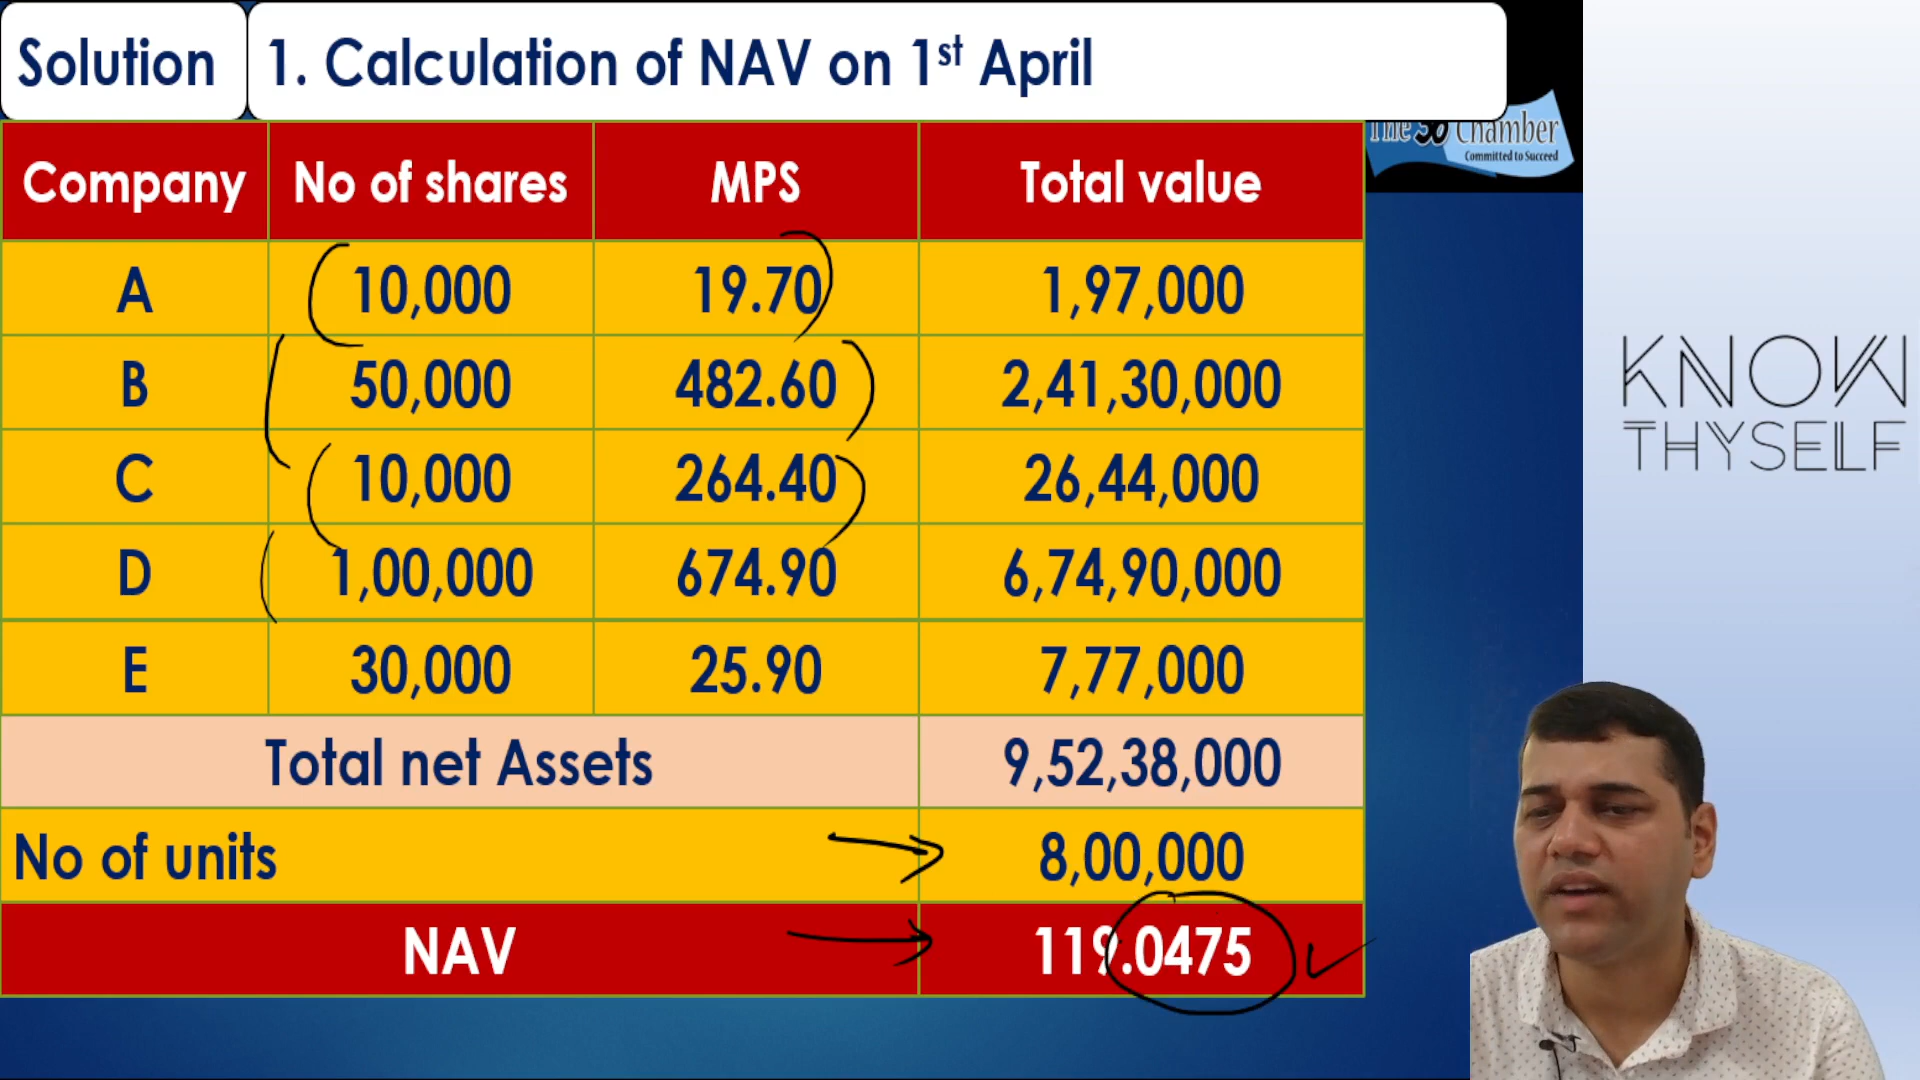 Solution 1. Calculation of NAV on 1st April
The 36 Chamber
Committed to Succeed
Company No of shares MPS Total value
A 10,000 19.70 1,97,000
B 50,000 482.60 2,41,30,000
C 10,000 264.40 26,44,000
D 1,00,000 674.90 6,74,90,000
E 30,000 25.90 7,77,000
Total net Assets 9,52,38,000
No of units 8,00,000
NAV 119.0475
KNOW
THYSELF